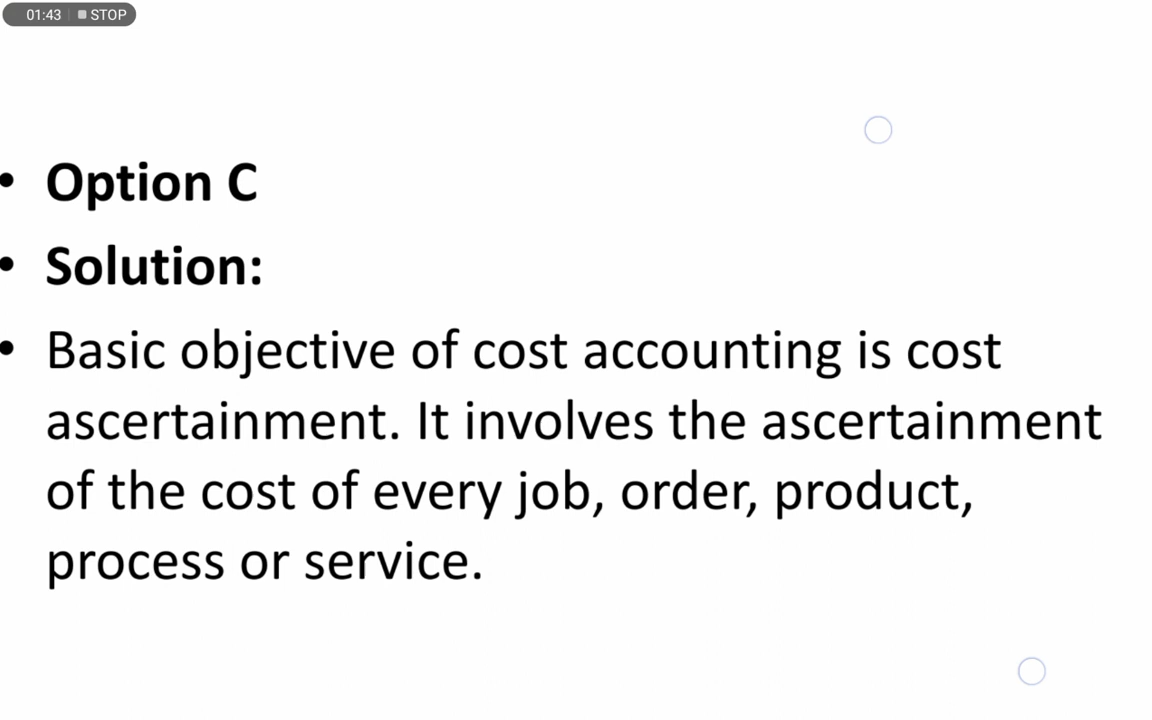 01:43 STOP
• Option C
• Solution:
• Basic objective of cost accounting is cost
ascertainment. It involves the ascertainment
of the cost of every job, order, product,
process or service.